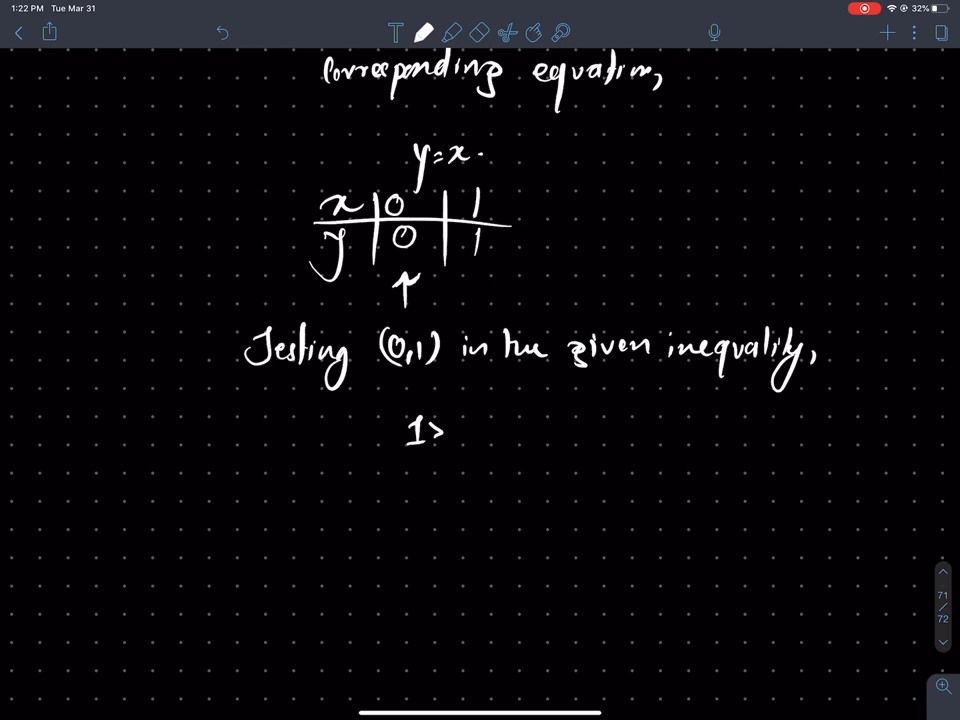 1:22 PM Tue Mar 31
32%
Corresponding equation,
y=x.
x | 0 | 1
y | 0 | 1
↑
Testing (0,1) in the given inequality,
1>
71
/
72